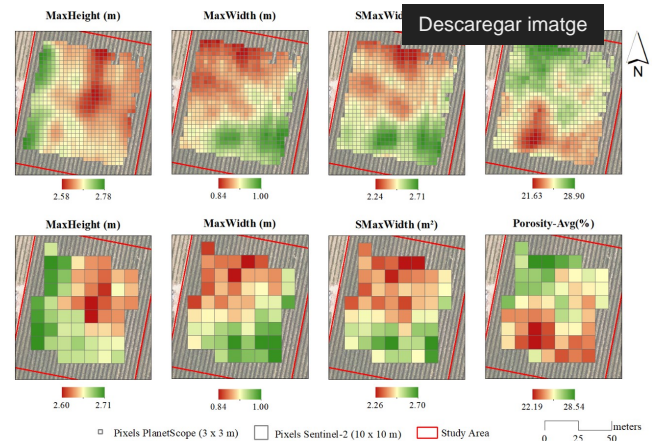 MaxHeight (m) MaxWidth (m) SMaxWid
Descaregar imatge
N
2.58 2.78 0.84 1.00 2.24 2.71 21.63 28.90
MaxHeight (m) MaxWidth (m) SMaxWidth (m²) Porosity-Avg(%)
2.60 2.71 0.84 1.00 2.26 2.70 22.19 28.54
Pixels PlanetScope (3 x 3 m) Pixels Sentinel-2 (10 x 10 m) Study Area meters
0 25 50